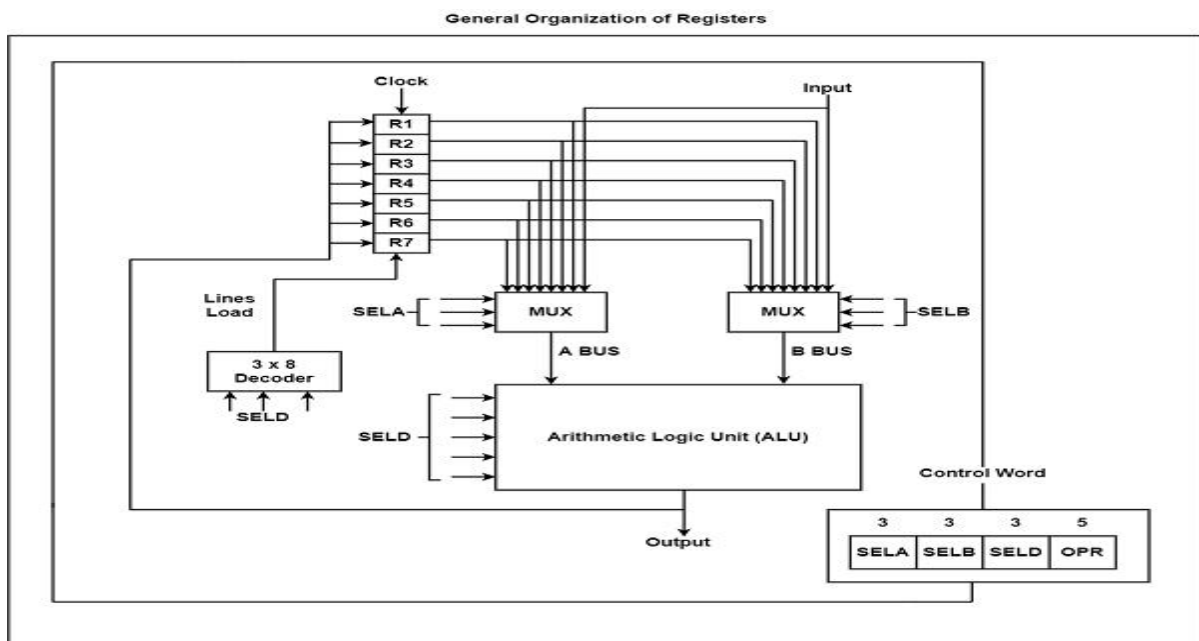 General Organization of Registers
Clock
Input
R1
R2
R3
R4
R5
R6
R7
Lines
Load
SELA
MUX
MUX
SELB
A BUS
B BUS
3 x 8
Decoder
SELD
SELD
Arithmetic Logic Unit (ALU)
Control Word
Output
3 3 3 5
SELA SELB SELD OPR